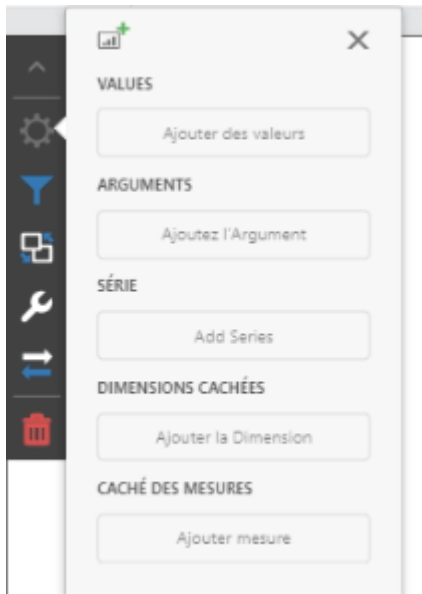 VALUES
Ajouter des valeurs
ARGUMENTS
Ajoutez l'Argument
SÉRIE
Add Series
DIMENSIONS CACHÉES
Ajouter la Dimension
CACHÉ DES MESURES
Ajouter mesure